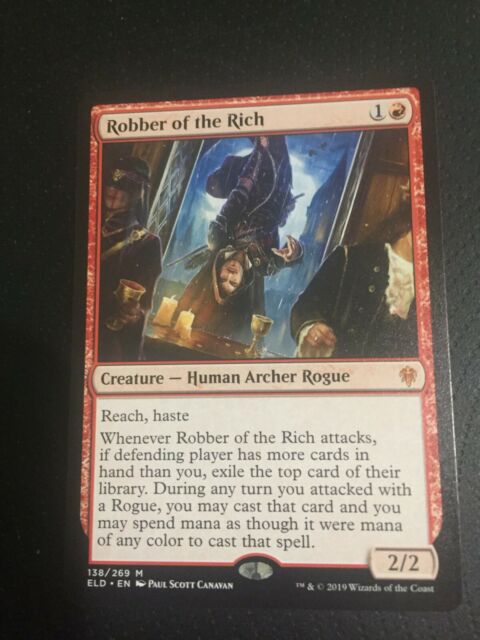 Robber of the Rich 1
Creature — Human Archer Rogue
Reach, haste
Whenever Robber of the Rich attacks,
if defending player has more cards in
hand than you, exile the top card of their
library. During any turn you attacked with
a Rogue, you may cast that card and you
may spend mana as though it were mana
of any color to cast that spell.
2/2
138/269 M
ELD • EN Paul Scott Canavan ™ & © 2019 Wizards of the Coast